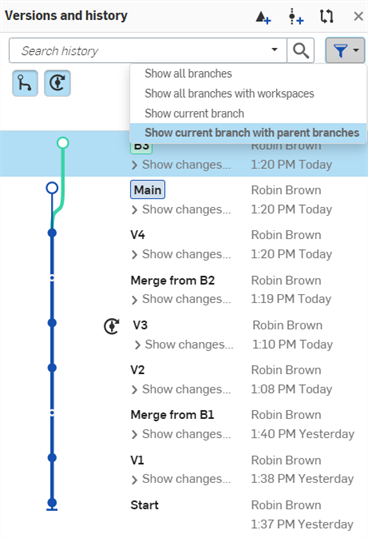 Versions and history
Search history
Show all branches
Show all branches with workspaces
Show current branch
Show current branch with parent branches
B3 Robin Brown
Show changes... 1:20 PM Today
Main Robin Brown
Show changes... 1:20 PM Today
V4 Robin Brown
Show changes... 1:20 PM Today
Merge from B2 Robin Brown
Show changes... 1:19 PM Today
V3 Robin Brown
Show changes... 1:10 PM Today
V2 Robin Brown
Show changes... 1:08 PM Today
Merge from B1 Robin Brown
Show changes... 1:40 PM Yesterday
V1 Robin Brown
Show changes... 1:38 PM Yesterday
Start Robin Brown
1:37 PM Yesterday